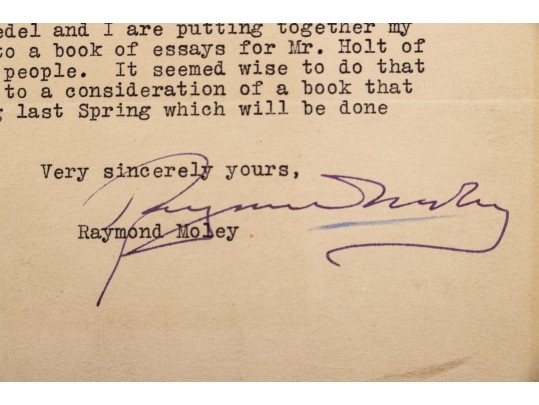 edel and I are putting together my
to a book of essays for Mr. Holt of
people. It seemed wise to do that
to a consideration of a book that
g last Spring which will be done
Very sincerely yours,
Raymond Moley
Raymond Moley